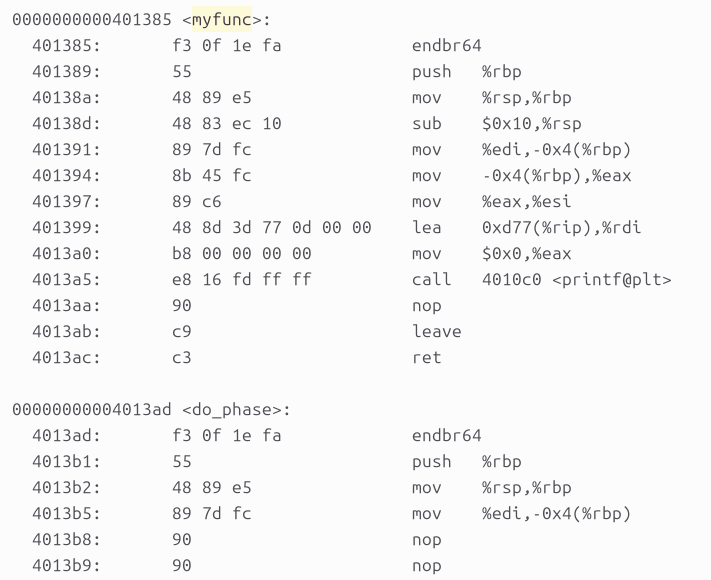 0000000000401385 <myfunc>:
401385: f3 0f 1e fa endbr64
401389: 55 push %rbp
40138a: 48 89 e5 mov %rsp,%rbp
40138d: 48 83 ec 10 sub $0x10,%rsp
401391: 89 7d fc mov %edi,-0x4(%rbp)
401394: 8b 45 fc mov -0x4(%rbp),%eax
401397: 89 c6 mov %eax,%esi
401399: 48 8d 3d 77 0d 00 00 lea 0xd77(%rip),%rdi
4013a0: b8 00 00 00 00 mov $0x0,%eax
4013a5: e8 16 fd ff ff call 4010c0 <printf@plt>
4013aa: 90 nop
4013ab: c9 leave
4013ac: c3 ret
00000000004013ad <do_phase>:
4013ad: f3 0f 1e fa endbr64
4013b1: 55 push %rbp
4013b2: 48 89 e5 mov %rsp,%rbp
4013b5: 89 7d fc mov %edi,-0x4(%rbp)
4013b8: 90 nop
4013b9: 90 nop